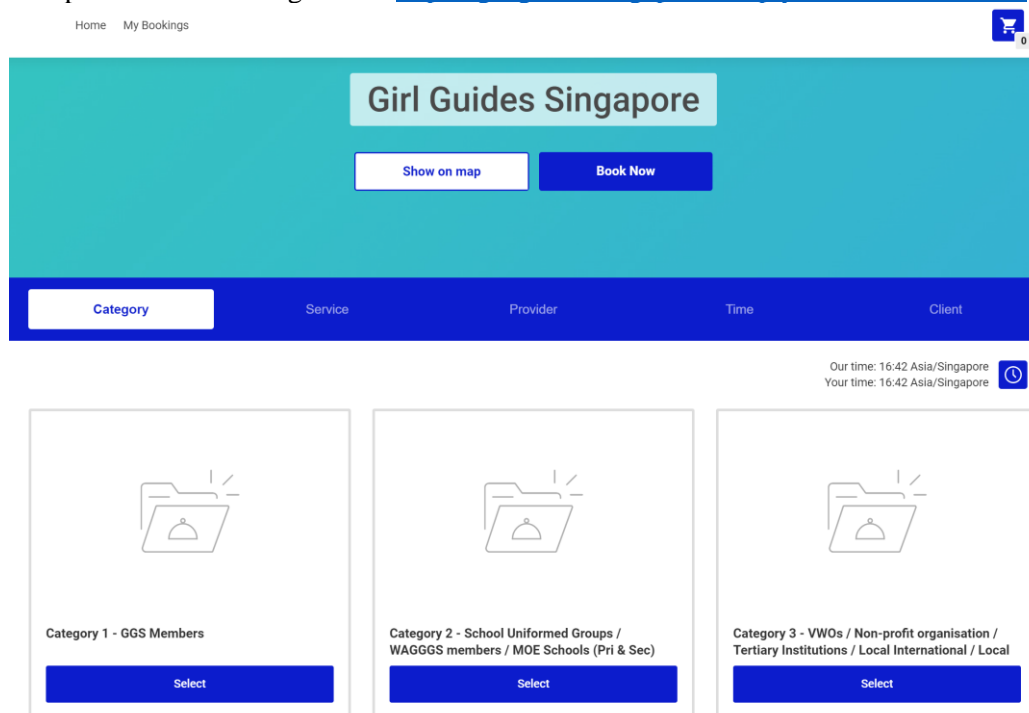 Home My Bookings
0
Girl Guides Singapore
Show on map Book Now
Category Service Provider Time Client
Our time: 16:42 Asia/Singapore
Your time: 16:42 Asia/Singapore
Category 1 - GGS Members
Select
Category 2 - School Uniformed Groups /
WAGGGS members / MOE Schools (Pri & Sec)
Select
Category 3 - VWOs / Non-profit organisation /
Tertiary Institutions / Local International / Local
Select